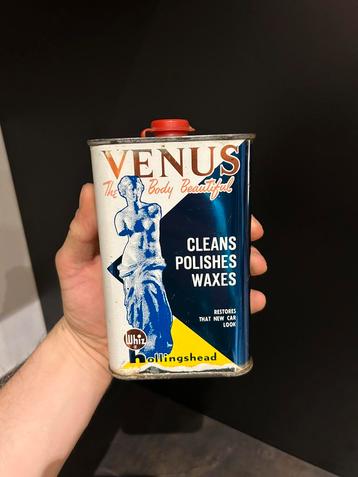 VENUS
The Body Beautiful
CLEANS
POLISHES
WAXES
RESTORES
THAT NEW CAR
LOOK
Whiz
hollingshead